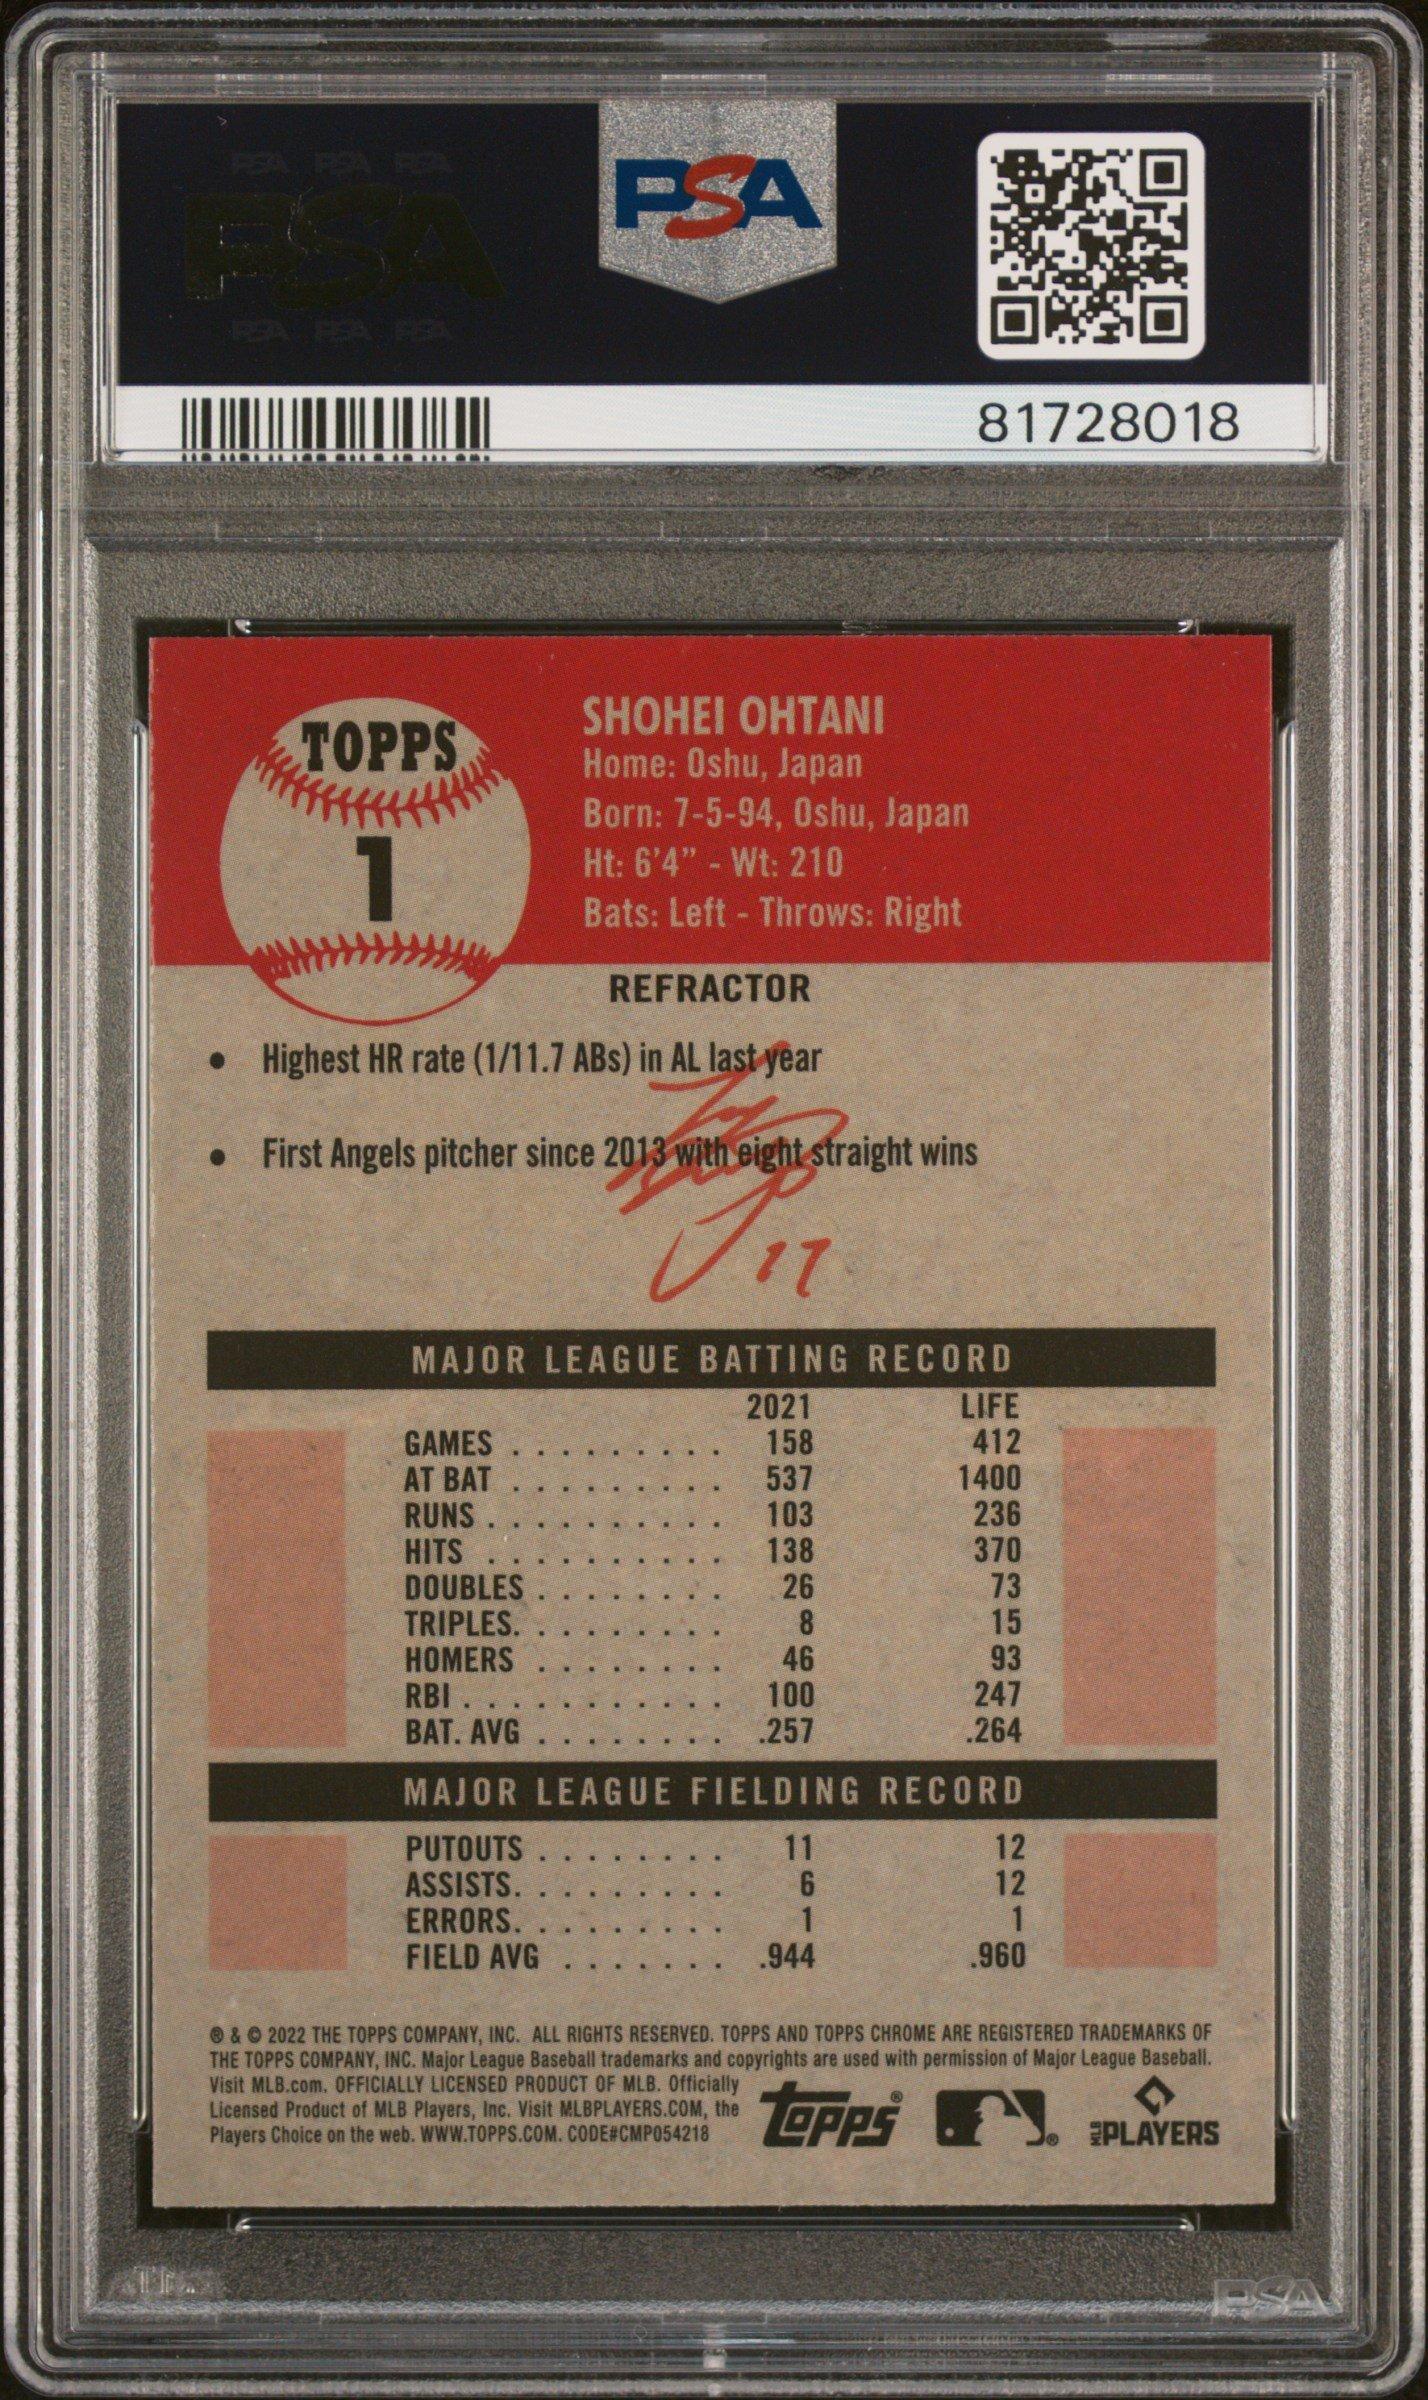 PSA PSA PSA
PSA
PSA PSA PSA
PSA
81728018
TOPPS
1
SHOHEI OHTANI
Home: Oshu, Japan
Born: 7-5-94, Oshu, Japan
Ht: 6'4" - Wt: 210
Bats: Left - Throws: Right
REFRACTOR
• Highest HR rate (1/11.7 ABs) in AL last year
• First Angels pitcher since 2013 with eight straight wins
17
MAJOR LEAGUE BATTING RECORD
2021 LIFE
GAMES . . . . . . . . . 158 412
AT BAT . . . . . . . . . 537 1400
RUNS . . . . . . . . . . 103 236
HITS . . . . . . . . . . 138 370
DOUBLES . . . . . . . . 26 73
TRIPLES. . . . . . . . . 8 15
HOMERS . . . . . . . . 46 93
RBI . . . . . . . . . . . 100 247
BAT. AVG . . . . . . . . .257 .264
MAJOR LEAGUE FIELDING RECORD
PUTOUTS . . . . . . . . 11 12
ASSISTS. . . . . . . . . 6 12
ERRORS. . . . . . . . . 1 1
FIELD AVG . . . . . . . .944 .960
® & © 2022 THE TOPPS COMPANY, INC. ALL RIGHTS RESERVED. TOPPS AND TOPPS CHROME ARE REGISTERED TRADEMARKS OF
THE TOPPS COMPANY, INC. Major League Baseball trademarks and copyrights are used with permission of Major League Baseball.
Visit MLB.com. OFFICIALLY LICENSED PRODUCT OF MLB. Officially
Licensed Product of MLB Players, Inc. Visit MLBPLAYERS.COM, the
Players Choice on the web. WWW.TOPPS.COM. CODE#CMP054218
topps®
®
MLB PLAYERS
PSA